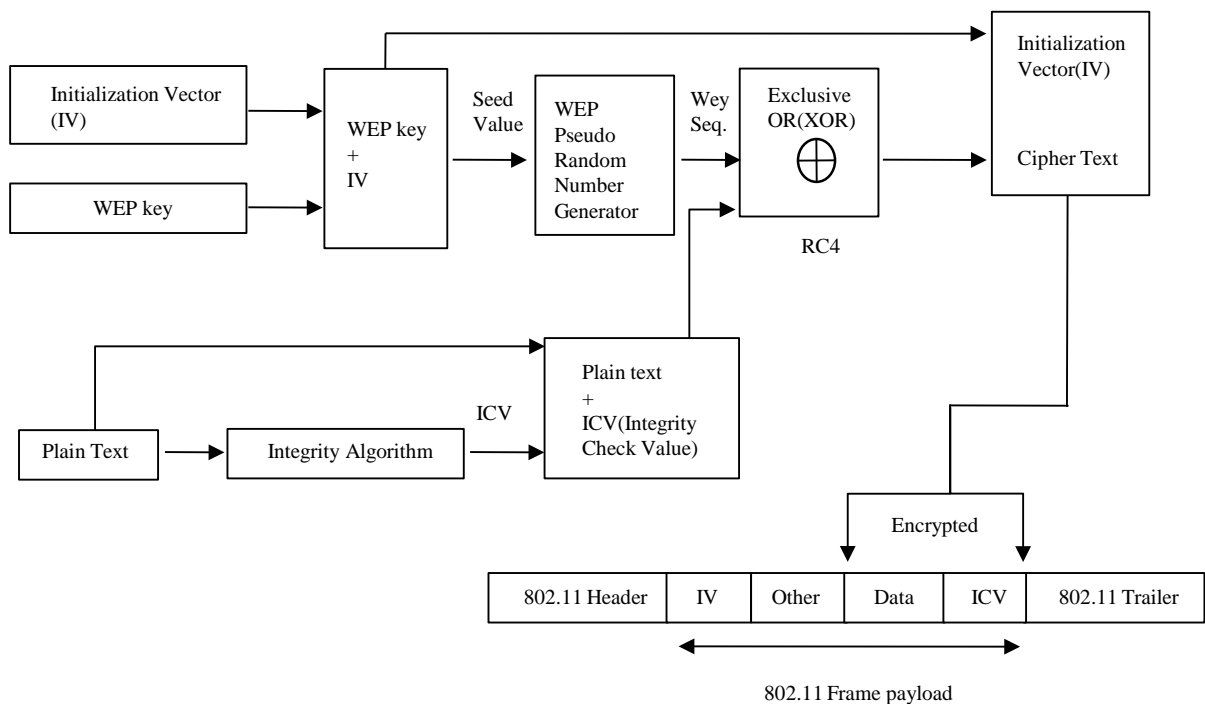 Initialization Vector
(IV)
WEP key
WEP key
+
IV
Seed
Value
WEP
Pseudo
Random
Number
Generator
Wey
Seq.
Exclusive
OR(XOR)
RC4
Initialization
Vector(IV)
Cipher Text
Plain Text
Integrity Algorithm
ICV
Plain text
+
ICV(Integrity
Check Value)
Encrypted
802.11 Header IV Other Data ICV 802.11 Trailer
802.11 Frame payload